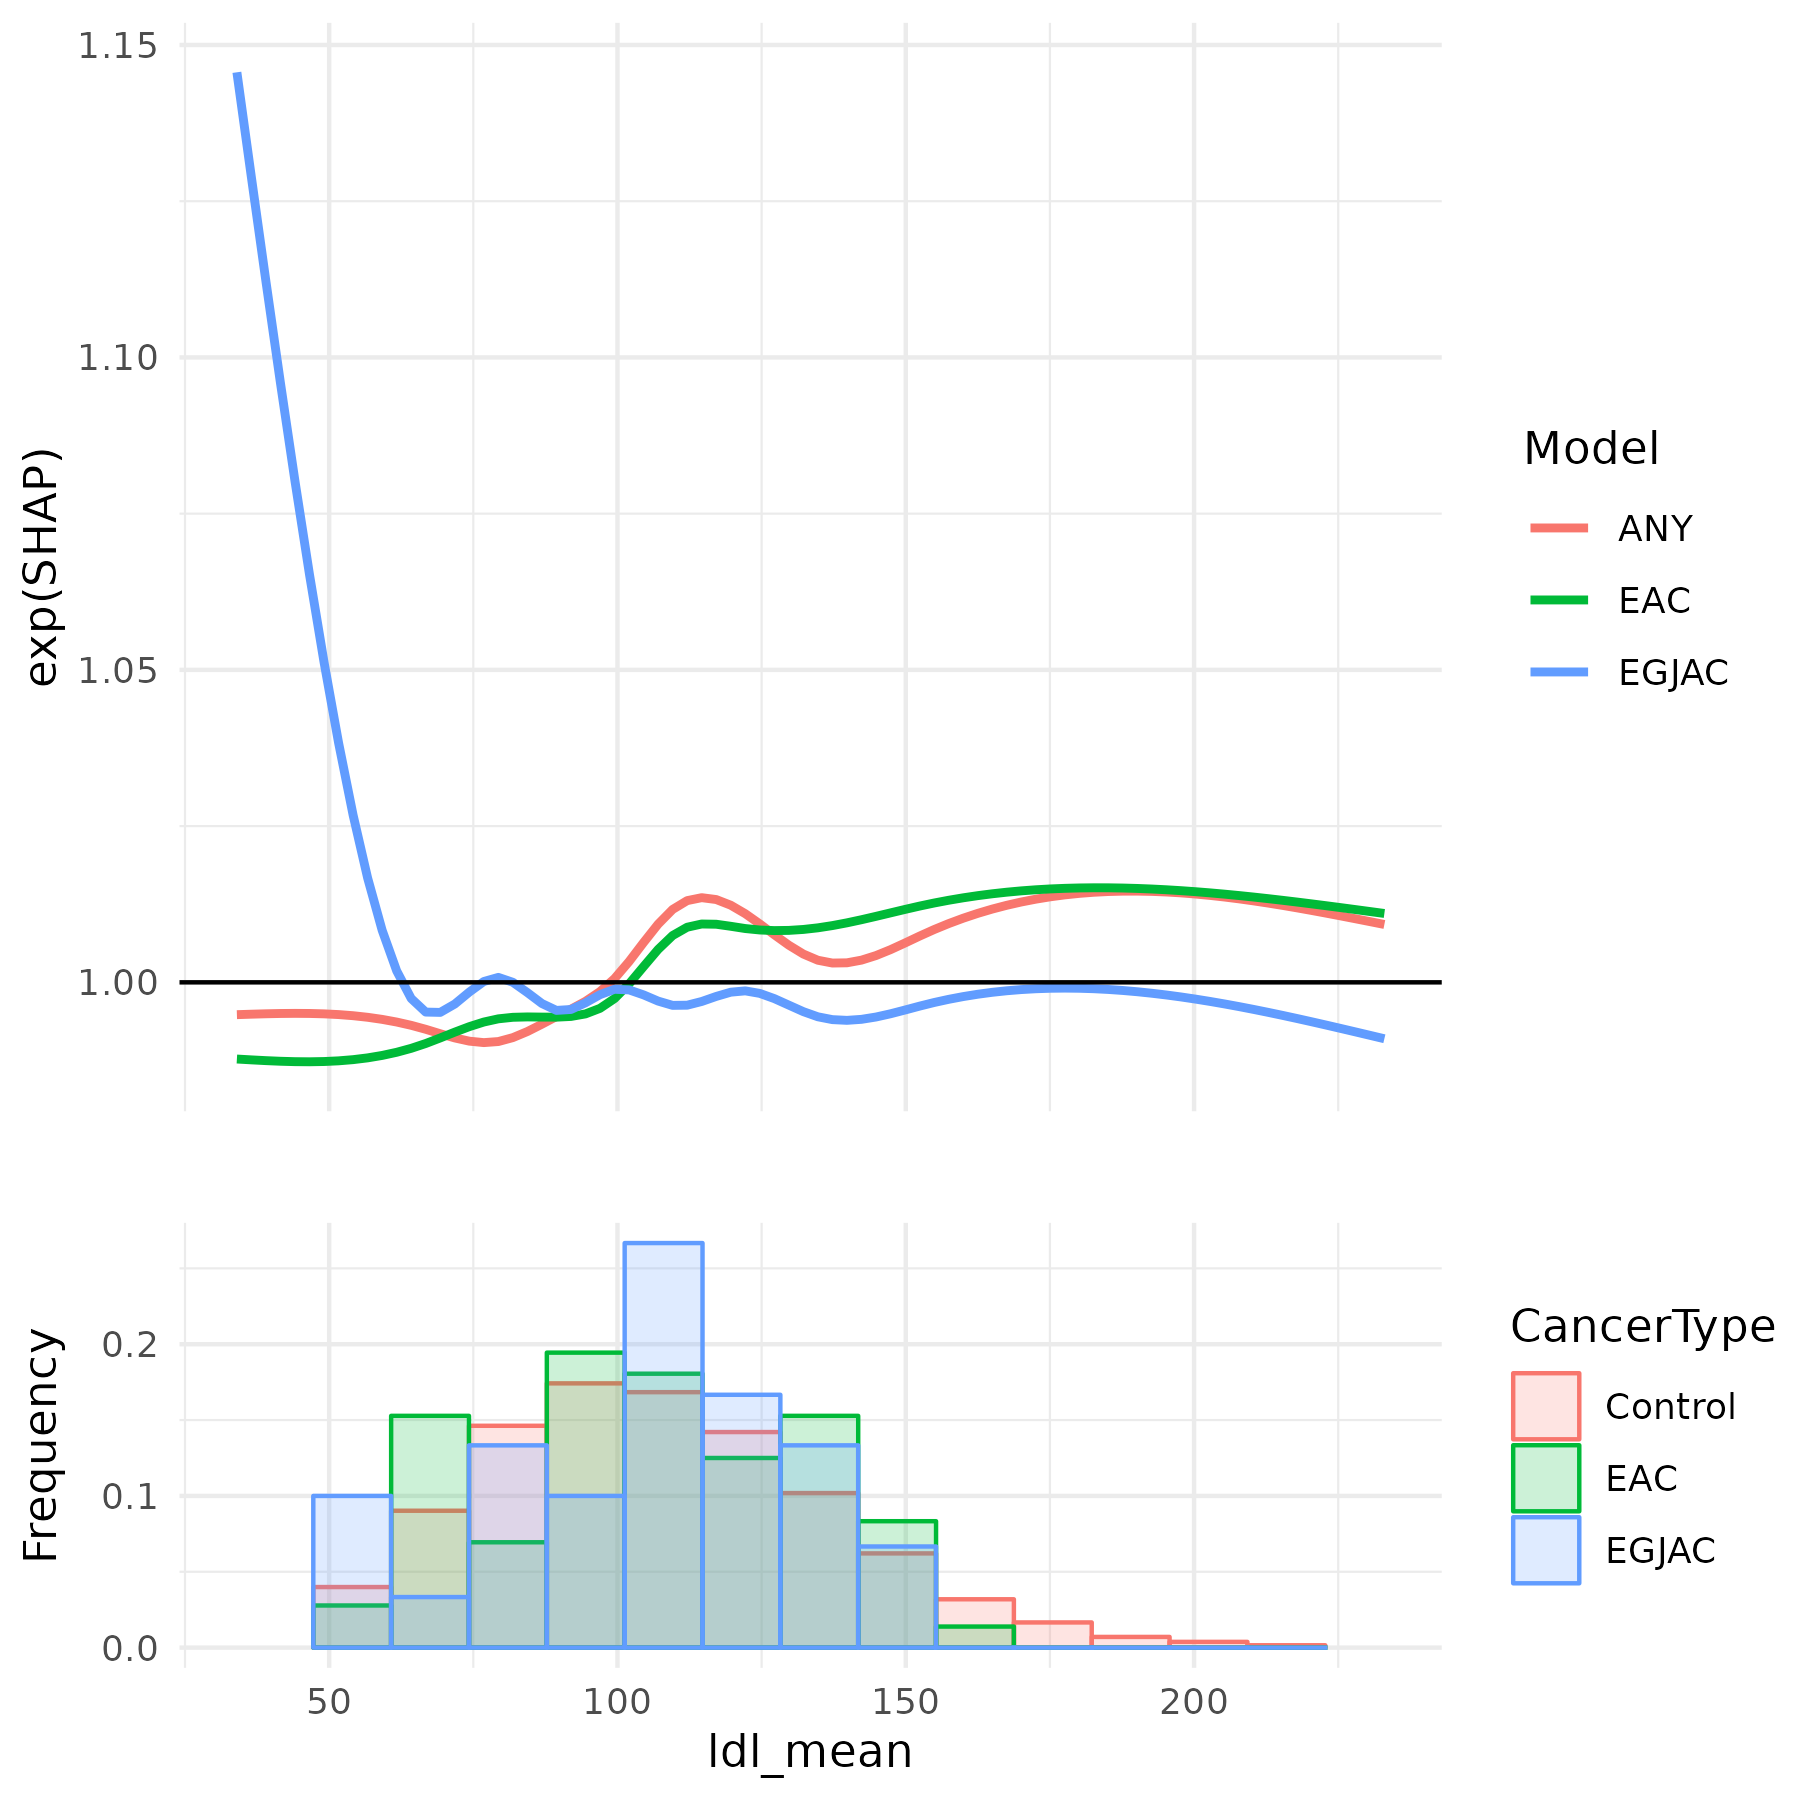 1.15
1.10
1.05
1.00
exp(SHAP)
Model
ANY
EAC
EGJAC
0.2
0.1
0.0
Frequency
50 100 150 200
ldl_mean
CancerType
Control
EAC
EGJAC